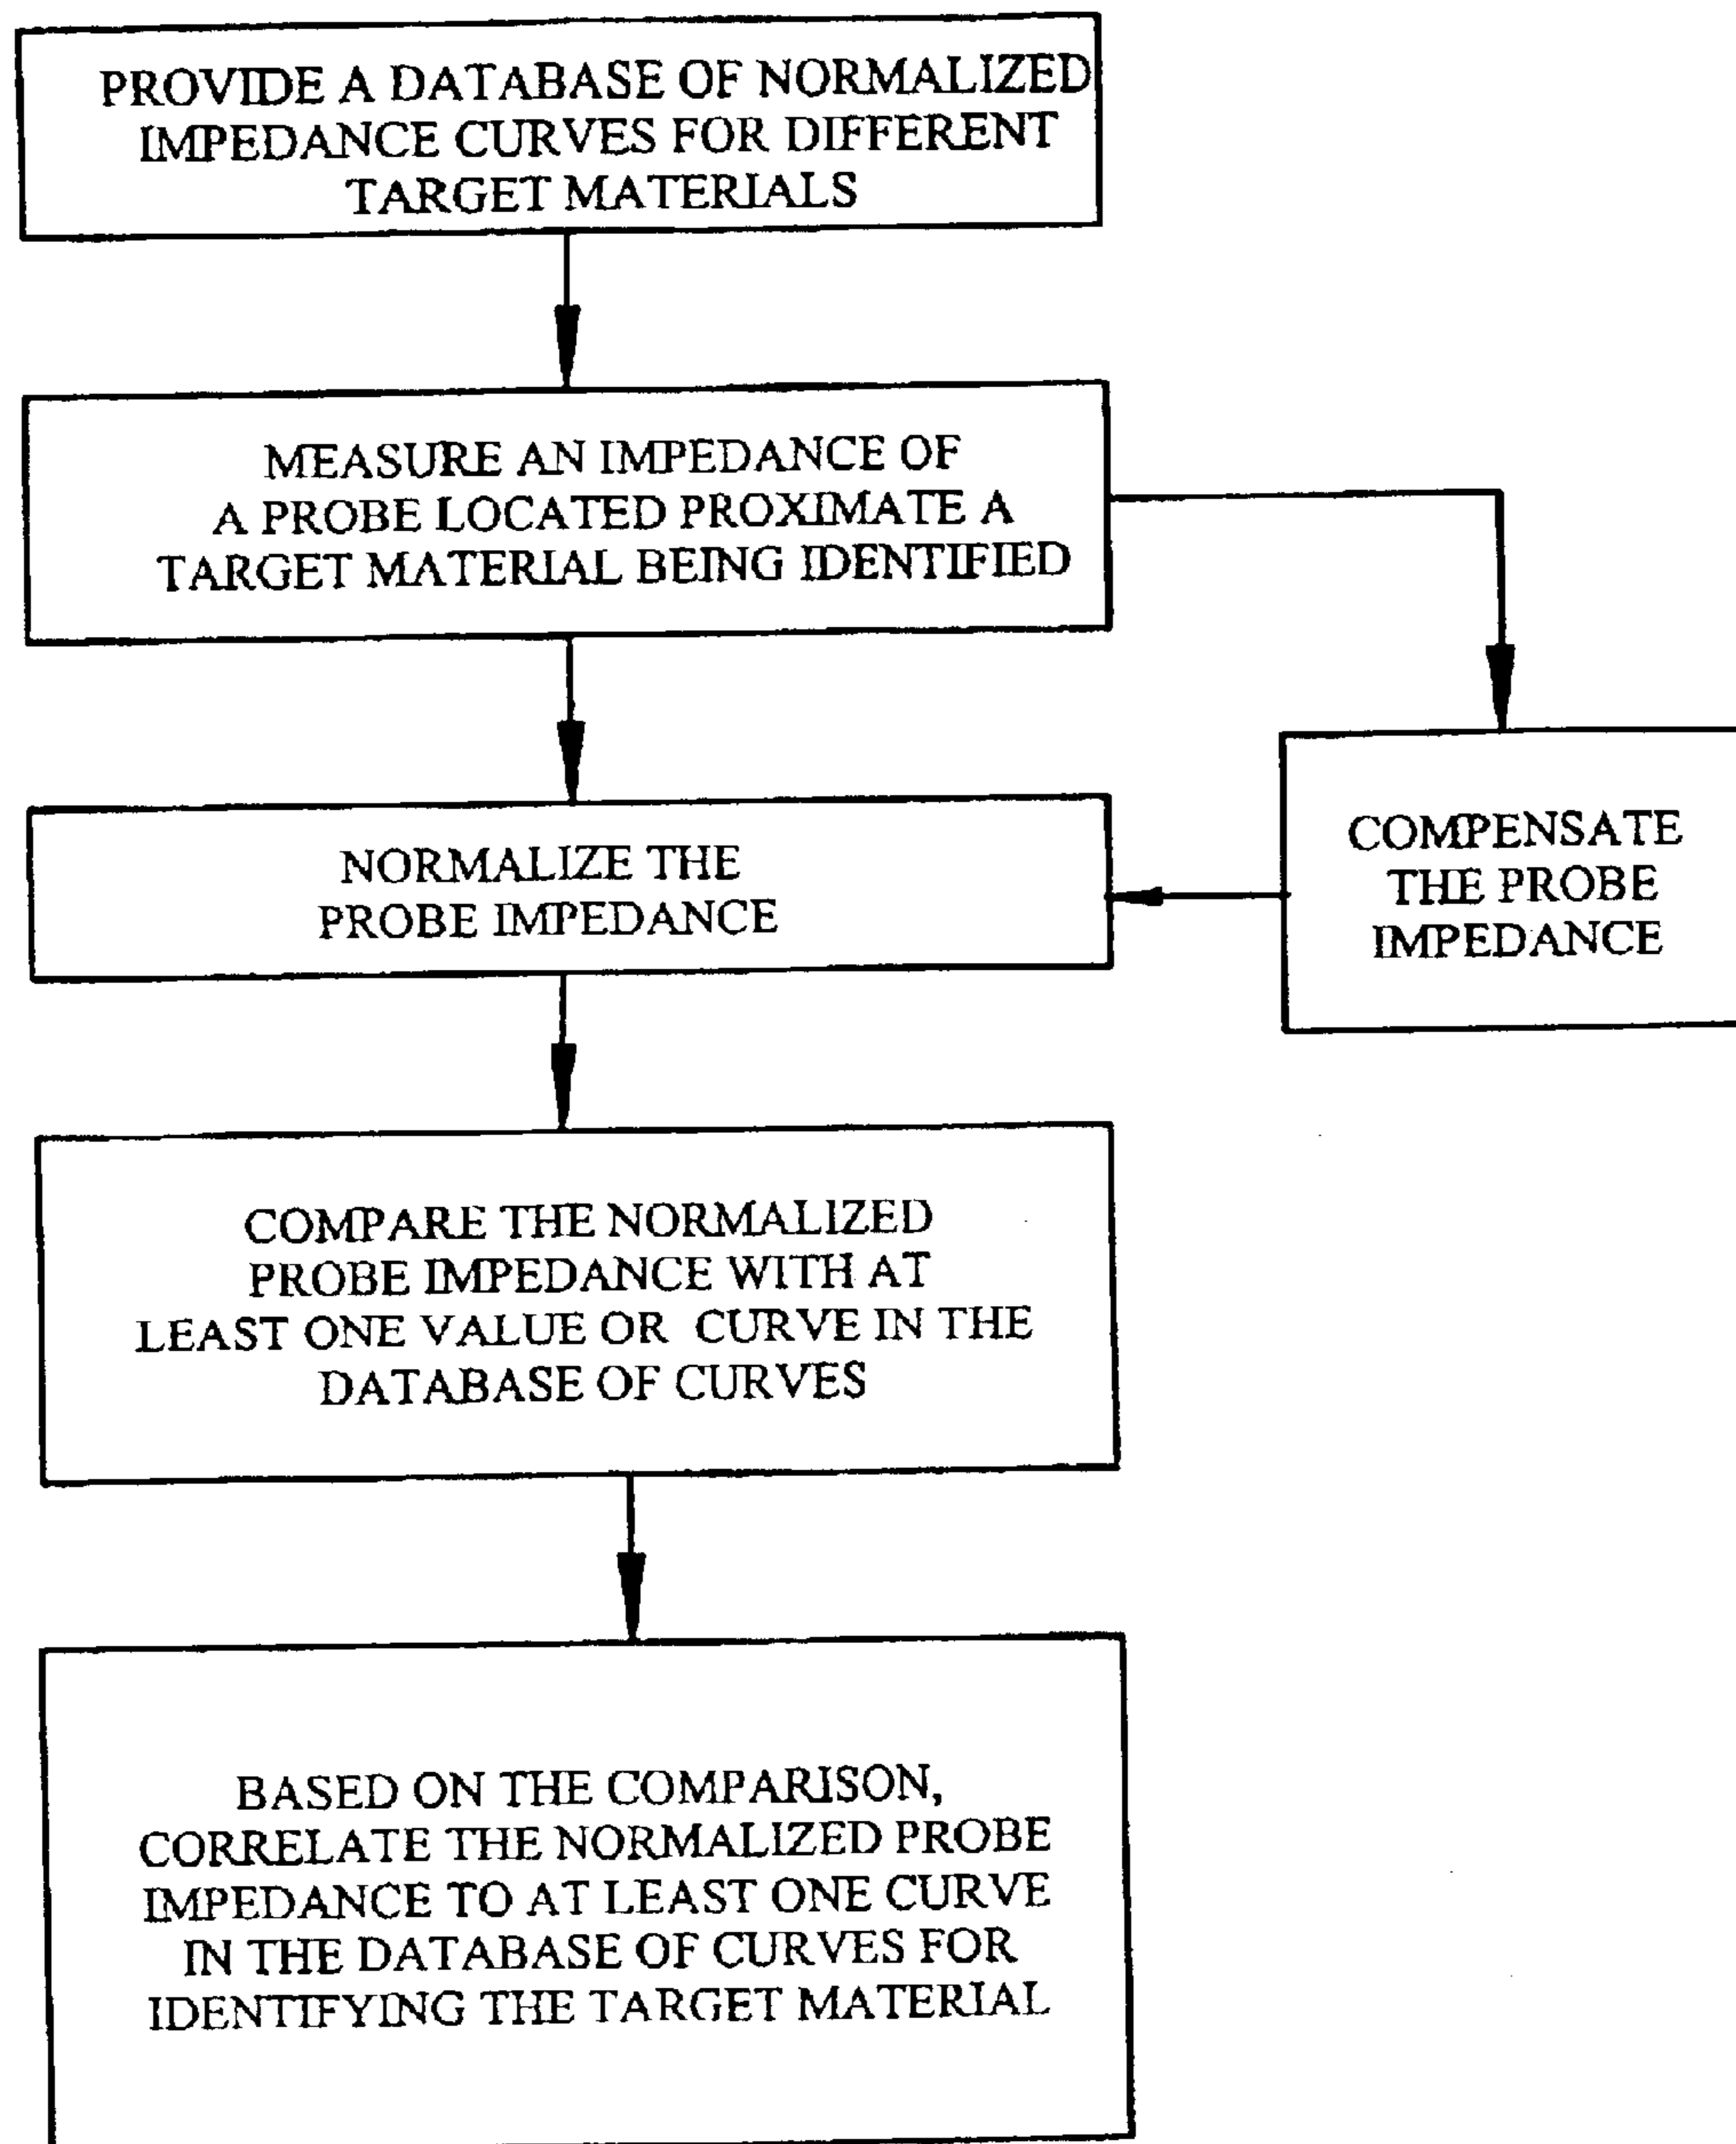 PROVIDE A DATABASE OF NORMALIZED
IMPEDANCE CURVES FOR DIFFERENT
TARGET MATERIALS
MEASURE AN IMPEDANCE OF
A PROBE LOCATED PROXIMATE A
TARGET MATERIAL BEING IDENTIFIED
NORMALIZE THE
PROBE IMPEDANCE
COMPENSATE
THE PROBE
IMPEDANCE
COMPARE THE NORMALIZED
PROBE IMPEDANCE WITH AT
LEAST ONE VALUE OR CURVE IN THE
DATABASE OF CURVES
BASED ON THE COMPARISON,
CORRELATE THE NORMALIZED PROBE
IMPEDANCE TO AT LEAST ONE CURVE
IN THE DATABASE OF CURVES FOR
IDENTIFYING THE TARGET MATERIAL